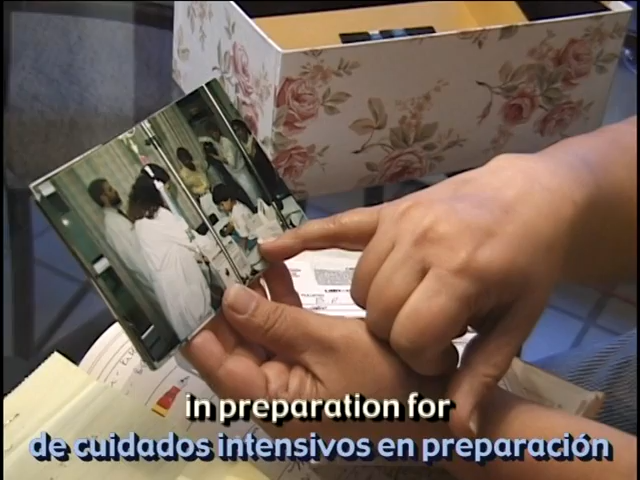 in preparation for
de cuidados intensivos en preparación